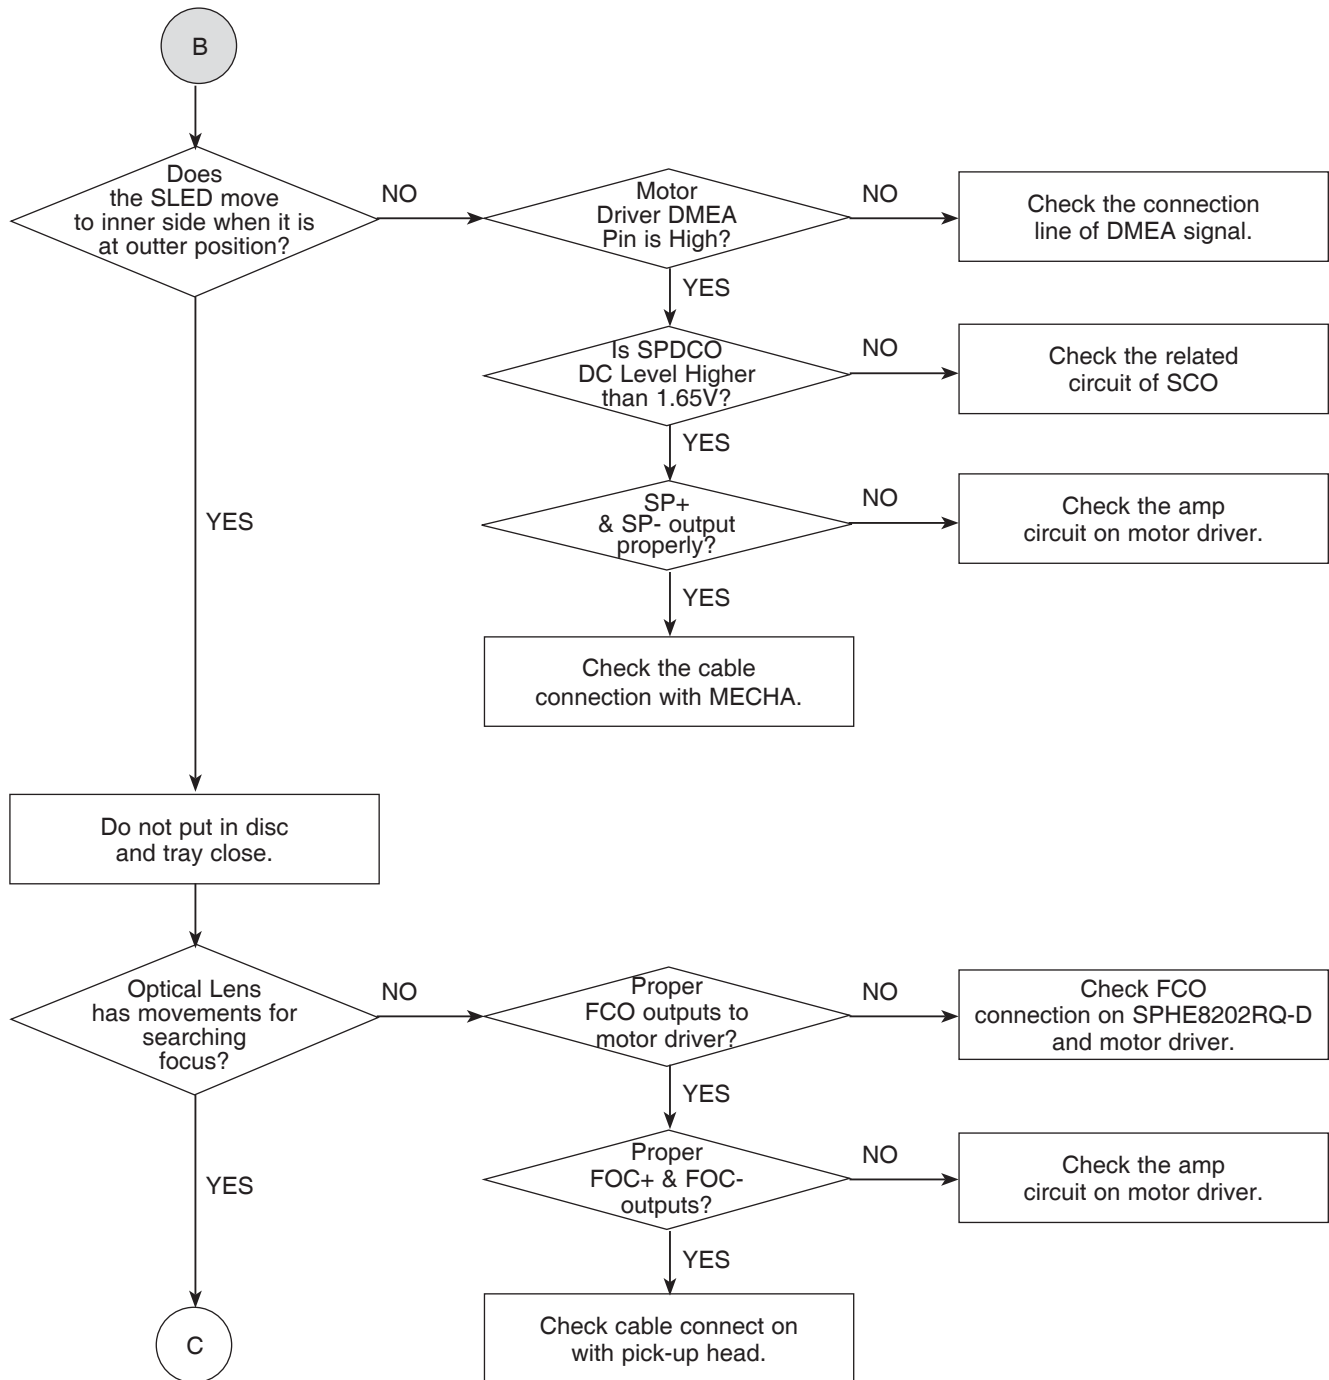 B
Does
the SLED move
to inner side when it is
at outter position?
NO
Motor
Driver DMEA
Pin is High?
NO
Check the connection
line of DMEA signal.
YES
Is SPDCO
DC Level Higher
than 1.65V?
NO
Check the related
circuit of SCO
YES
SP+
& SP- output
properly?
NO
Check the amp
circuit on motor driver.
YES
YES
Check the cable
connection with MECHA.
Do not put in disc
and tray close.
Optical Lens
has movements for
searching
focus?
NO
Proper
FCO outputs to
motor driver?
NO
Check FCO
connection on SPHE8202RQ-D
and motor driver.
YES
Proper
FOC+ & FOC-
outputs?
NO
Check the amp
circuit on motor driver.
YES
YES
Check cable connect on
with pick-up head.
C